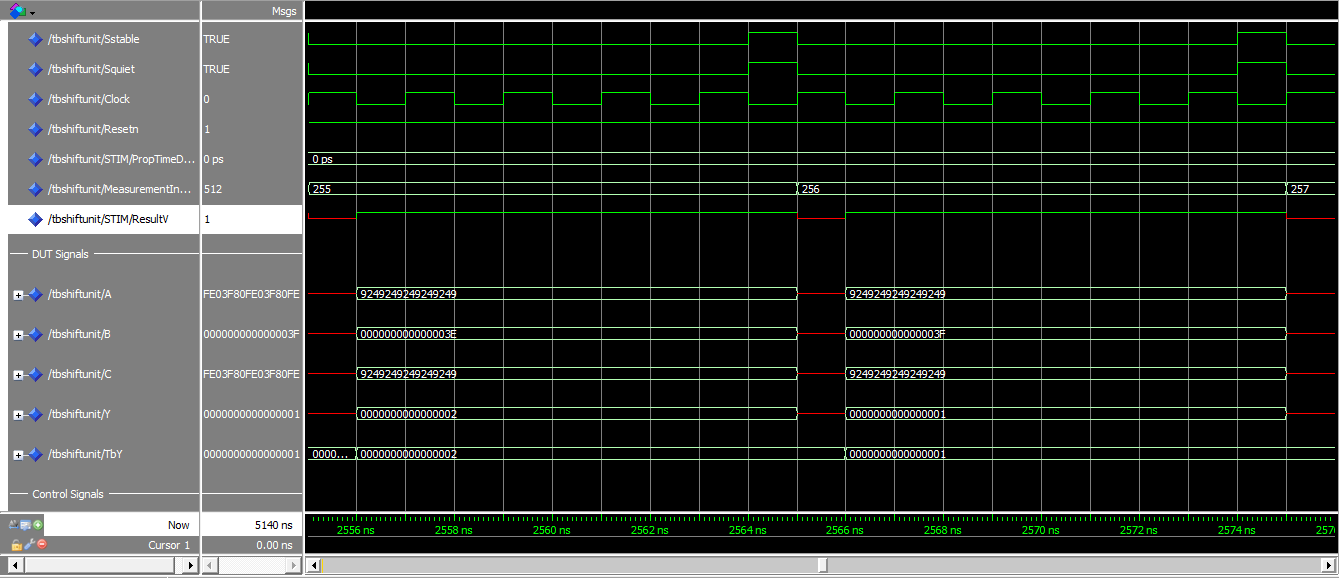 Msgs
/tbshiftunit/Sstable TRUE
/tbshiftunit/Squiet TRUE
/tbshiftunit/Clock 0
/tbshiftunit/Resetn 1
/tbshiftunit/STIM/PropTimeD... 0 ps 0 ps
/tbshiftunit/MeasurementIn... 512 255 256 257
/tbshiftunit/STIM/ResultV 1
DUT Signals
/tbshiftunit/A FE03F80FE03F80FE 9249249249249249 9249249249249249
/tbshiftunit/B 000000000000003F 000000000000003E 000000000000003F
/tbshiftunit/C FE03F80FE03F80FE 9249249249249249 9249249249249249
/tbshiftunit/Y 0000000000000001 0000000000000002 0000000000000001
/tbshiftunit/TbY 0000000000000001 0000... 0000000000000002 0000000000000001
Control Signals
Now 5140 ns 2556 ns 2558 ns 2560 ns 2562 ns 2564 ns 2566 ns 2568 ns 2570 ns 2572 ns 2574 ns
Cursor 1 0.00 ns